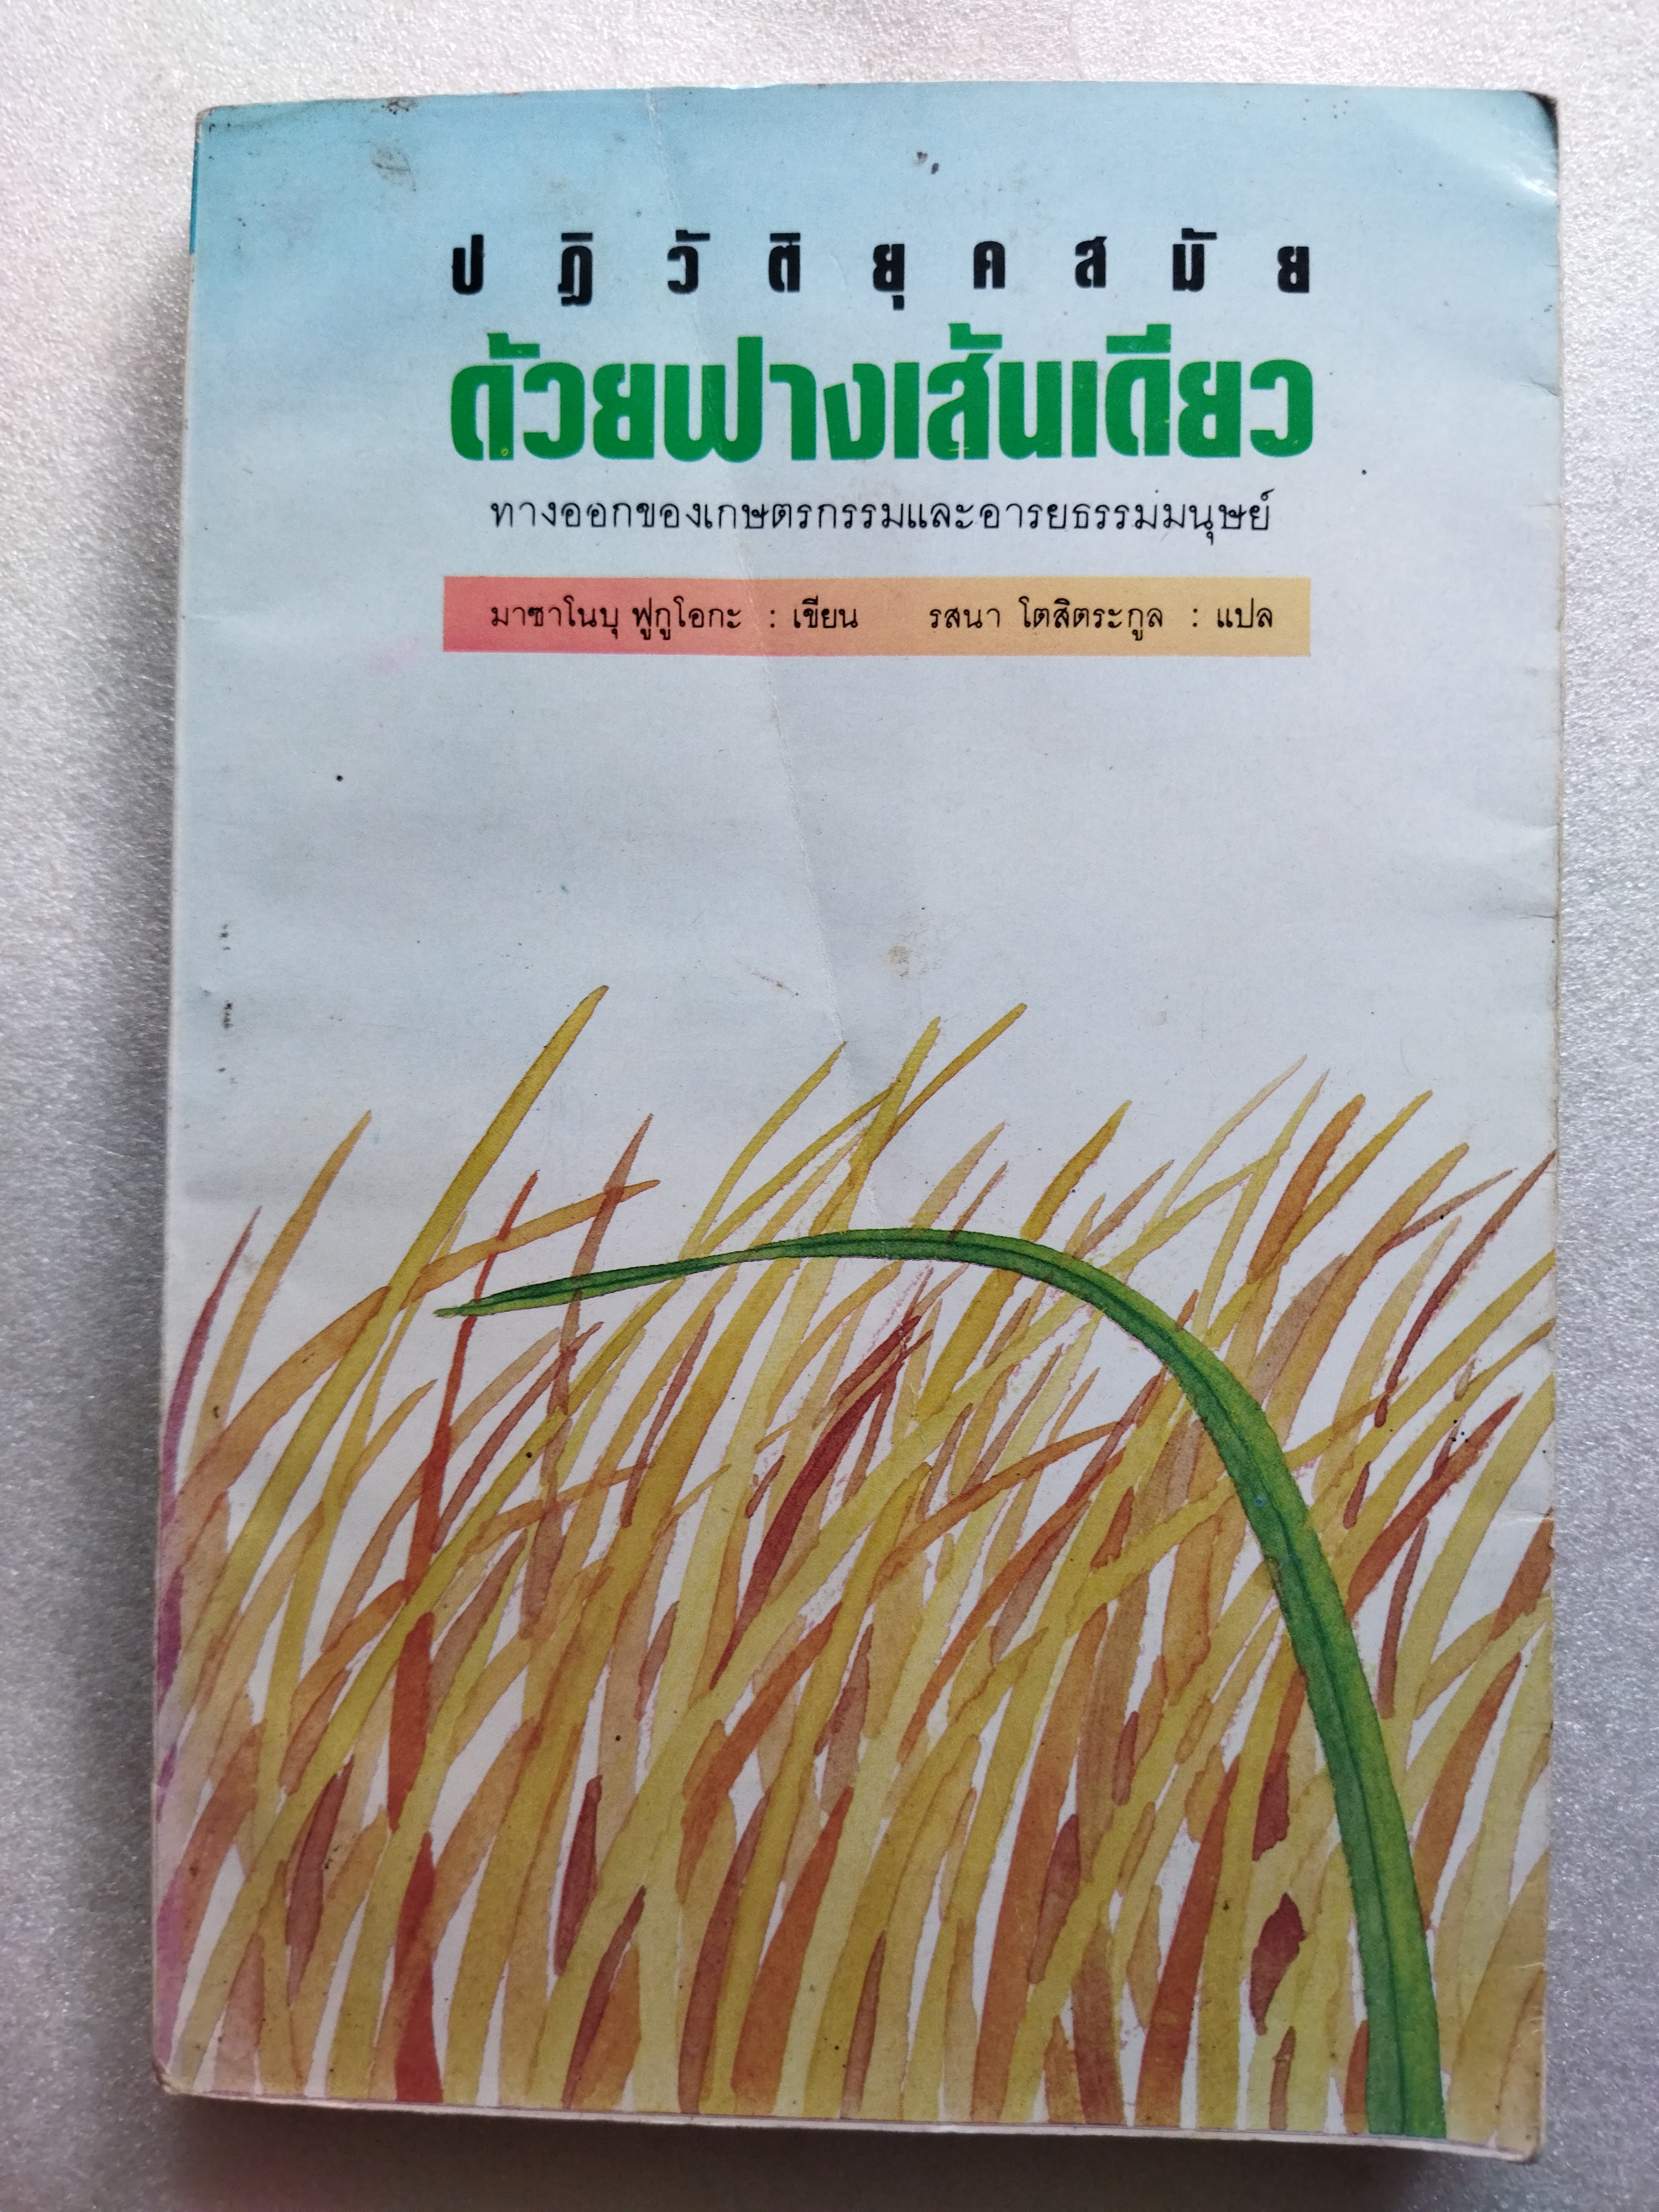 ปฏิวัติยุคสมัย
ด้วยฟางเส้นเดียว
ทางออกของเกษตรกรรมและอารยธรรมมนุษย์
มาซาโนบุ ฟูกูโอกะ : เขียน รสนา โตสิตระกูล : แปล